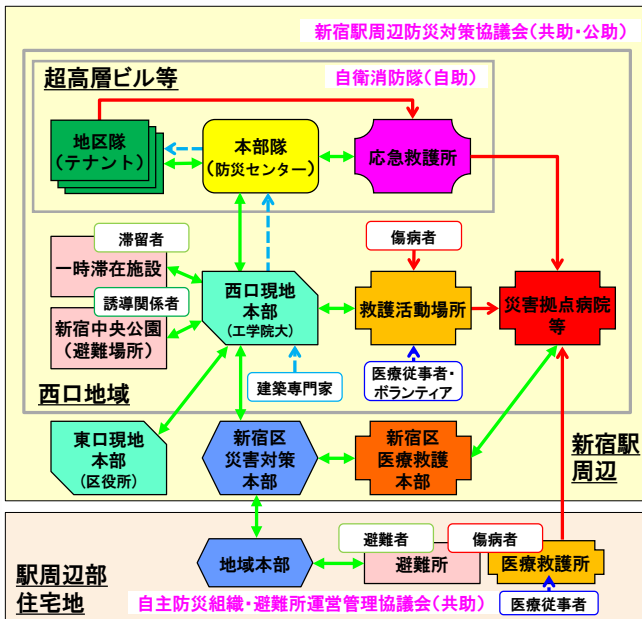 新宿駅周辺防災対策協議会(共助・公助)
超高層ビル等
自衛消防隊(自助)
地区隊
(テナント)
本部隊
(防災センター)
応急救護所
滞留者
一時滞在施設
傷病者
誘導関係者
新宿中央公園
(避難場所)
西口現地
本部
(工学院大)
救護活動場所
災害拠点病院
等
西口地域
建築専門家
医療従事者・
ボランティア
東口現地
本部
(区役所)
新宿区
災害対策
本部
新宿区
医療救護
本部
新宿駅
周辺
避難者
傷病者
地域本部
避難所
医療救護所
駅周辺部
住宅地
自主防災組織・避難所運営管理協議会(共助)
医療従事者